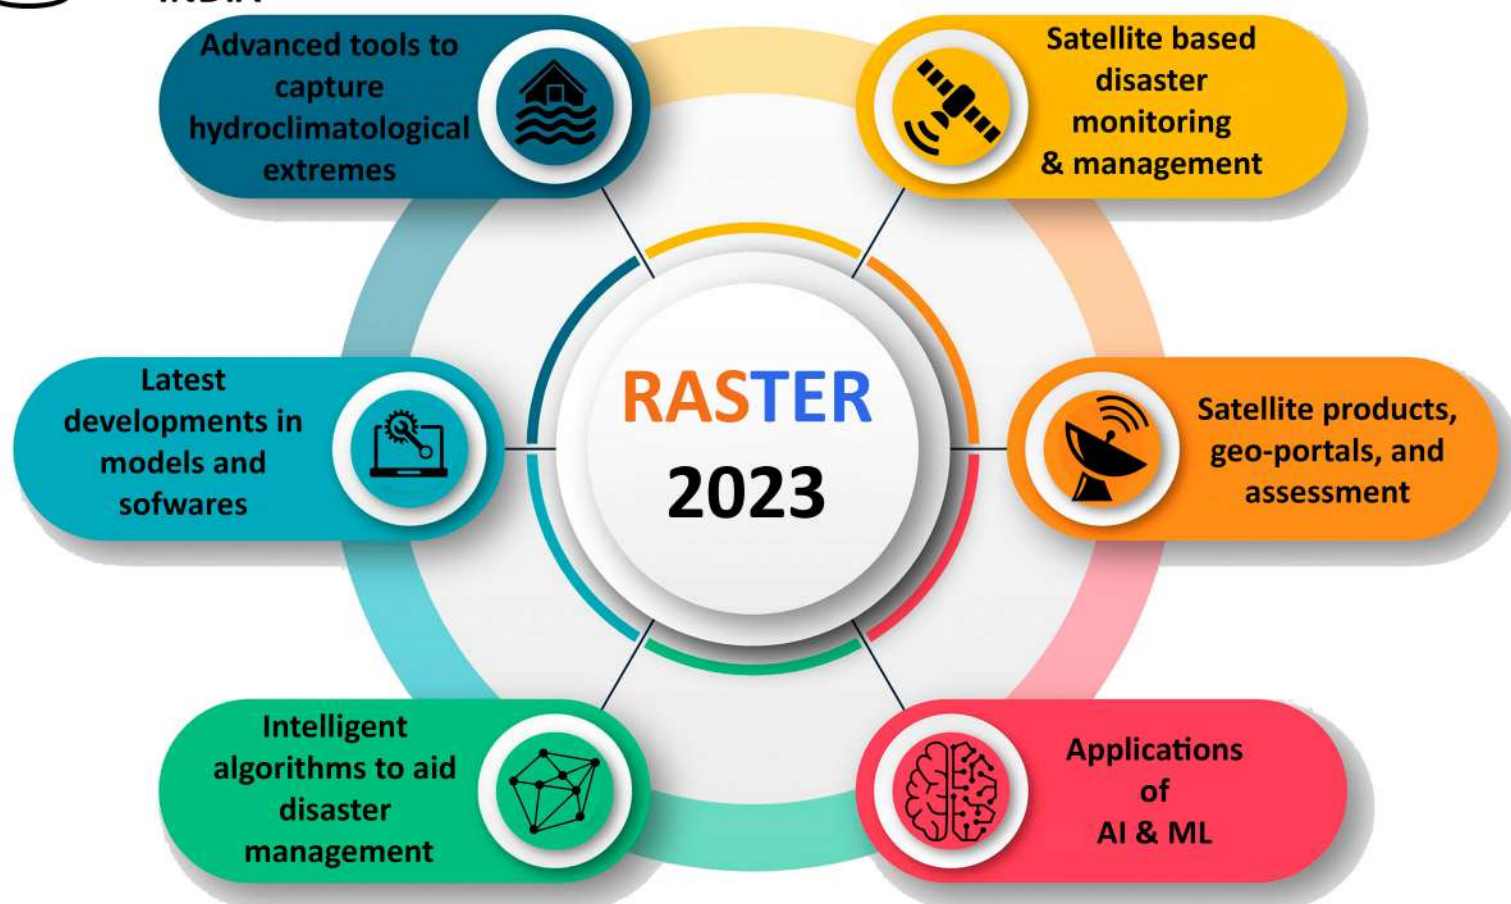 Advanced tools to
capture
hydroclimatological
extremes
Satellite based
disaster
monitoring
& management
Latest
developments in
models and
sofwares
RASTER
2023
Satellite products,
geo-portals, and
assessment
Intelligent
algorithms to aid
disaster
management
Applications
of
AI & ML